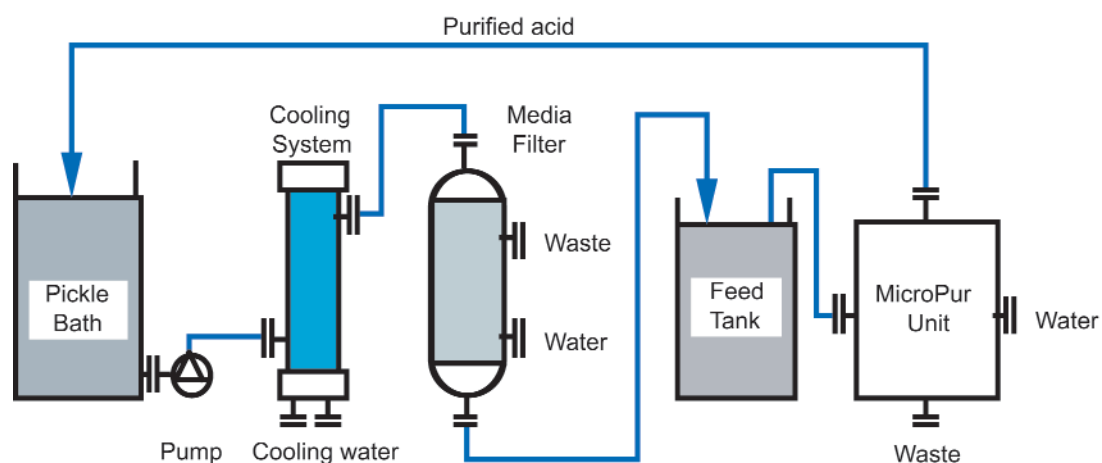 Purified acid
Cooling
System
Media
Filter
Waste
Water
Pickle
Bath
Feed
Tank
MicroPur
Unit
Water
Pump
Cooling water
Waste